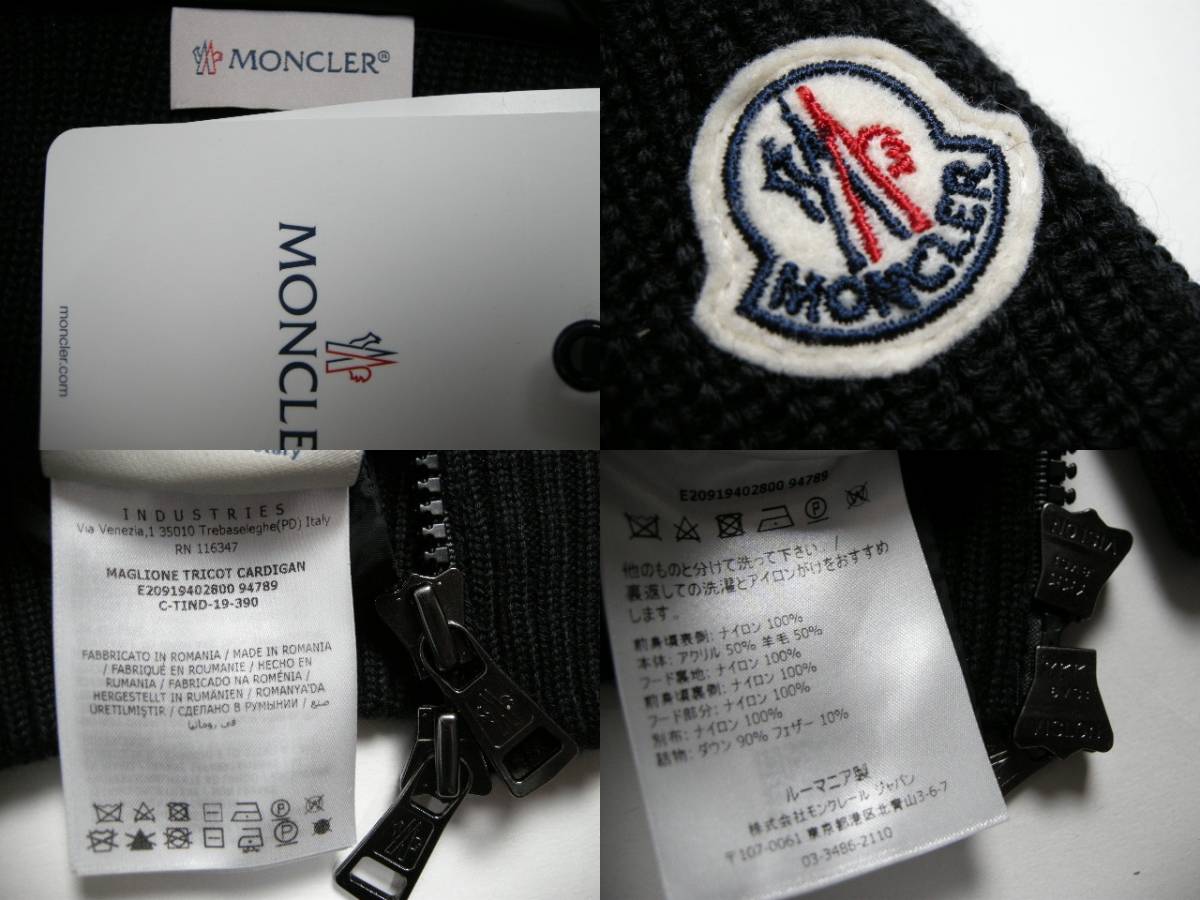 MONCLER®
MONCLE
moncler.com
MONCLER
INDUSTRIES
Via Venezia,1 35010 Trebaseleghe(PD) Italy
RN 116347
MAGLIONE TRICOT CARDIGAN
E20919402800 94789
C-TIND-19-390
FABBRICATO IN ROMANIA / MADE IN ROMANIA
/ FABRIQUÉ EN ROUMANIE / HECHO EN
RUMANIA / FABRICADO NA ROMÉNIA /
HERGESTELLT IN RUMÄNIEN / ROMANYA'DA
ÜRETILMIŞTIR / СДЕЛАНО В РУМЫНИИ / صنع
في رومانيا
E20919402800 94789
他のものと分けて洗って下さい /
裏返しての洗濯とアイロンがけをおすすめ
します。
前身頃表側: ナイロン 100%
本体: アクリル 50% 羊毛 50%
フード裏地: ナイロン 100%
前身頃裏側: ナイロン 100%
フード部分: ナイロン 100%
別布: ナイロン 100%
詰物: ダウン 90% フェザー 10%
ルーマニア製
株式会社モンクレール ジャパン
〒107-0061 東京都港区北青山3-6-7
03-3486-2110